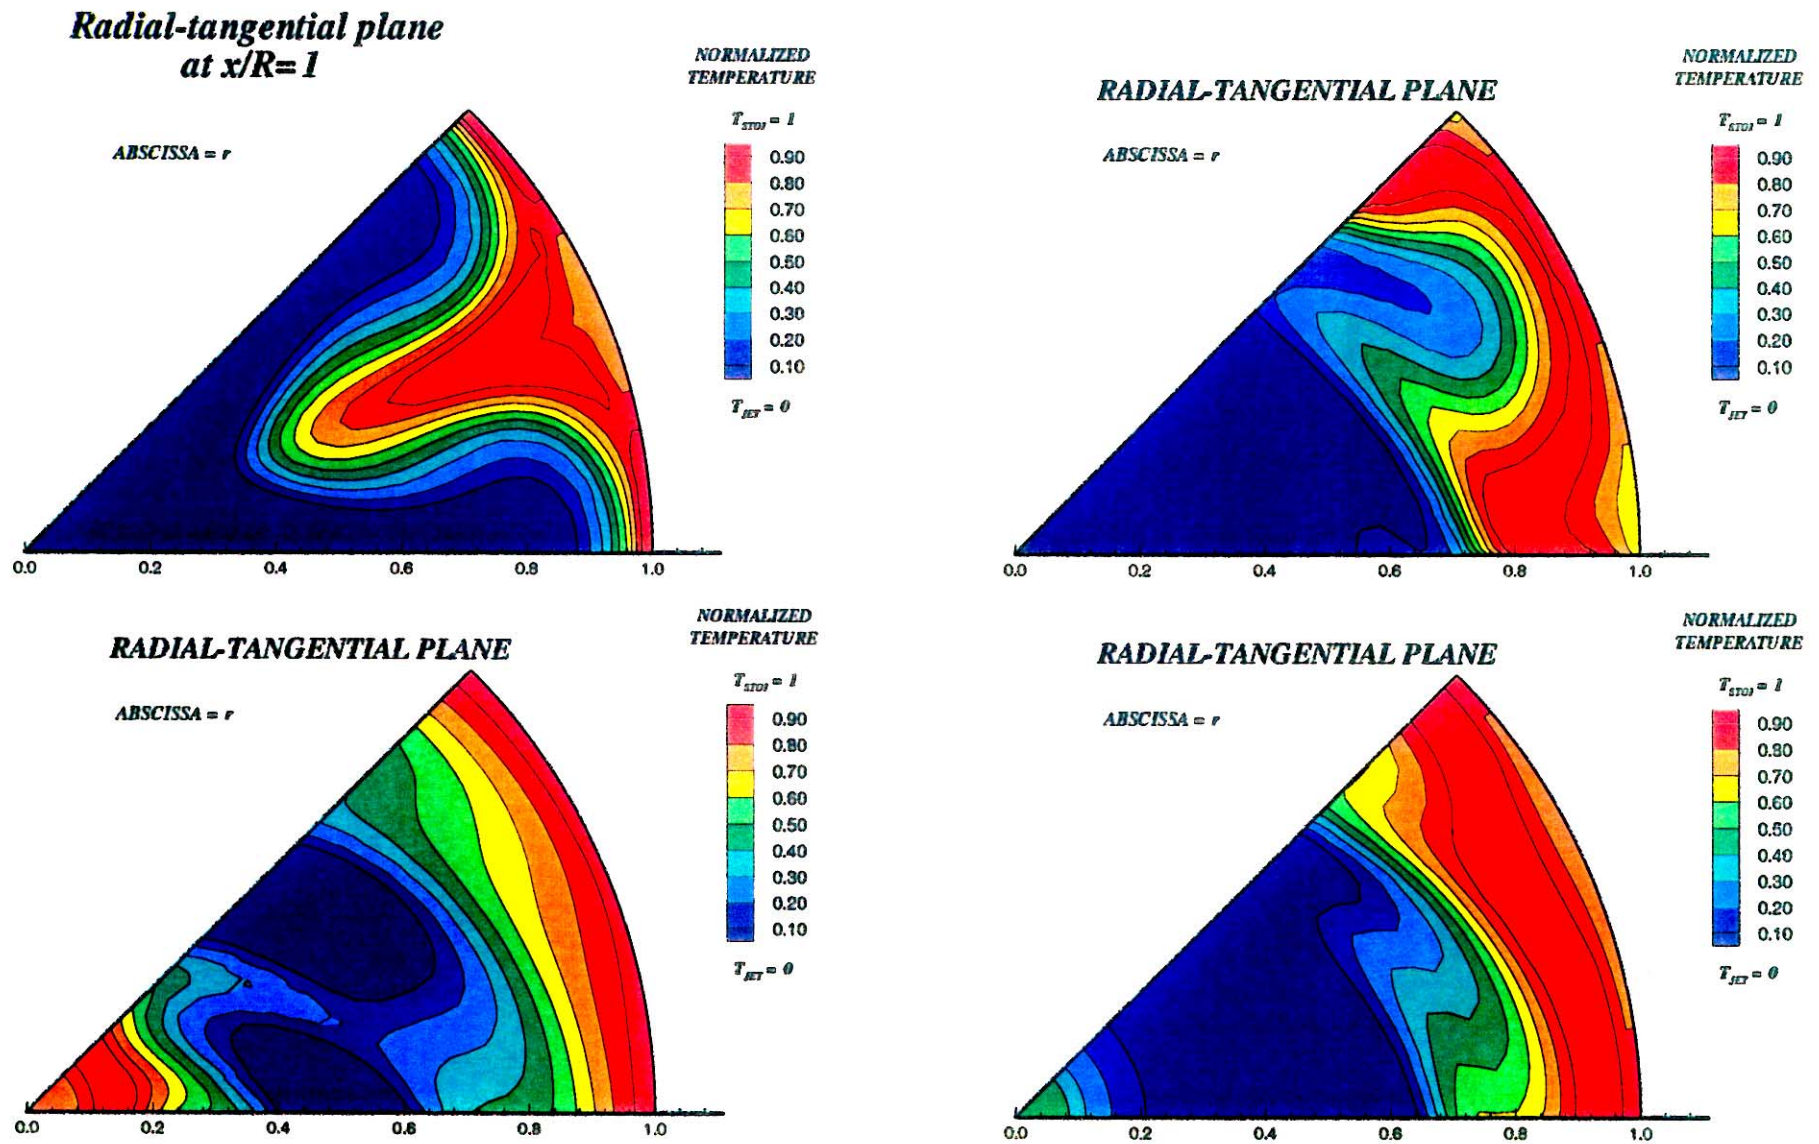 Radial-tangential plane
at x/R=1
ABSCISSA = r
NORMALIZED
TEMPERATURE
T_STOI = 1
0.90
0.80
0.70
0.60
0.50
0.40
0.30
0.20
0.10
T_JET = 0
0.0 0.2 0.4 0.6 0.8 1.0
RADIAL-TANGENTIAL PLANE
ABSCISSA = r
NORMALIZED
TEMPERATURE
T_STOI = 1
0.90
0.80
0.70
0.60
0.50
0.40
0.30
0.20
0.10
T_JET = 0
0.0 0.2 0.4 0.6 0.8 1.0
RADIAL-TANGENTIAL PLANE
ABSCISSA = r
NORMALIZED
TEMPERATURE
T_STOI = 1
0.90
0.80
0.70
0.60
0.50
0.40
0.30
0.20
0.10
T_JET = 0
0.0 0.2 0.4 0.6 0.8 1.0
RADIAL-TANGENTIAL PLANE
ABSCISSA = r
NORMALIZED
TEMPERATURE
T_STOI = 1
0.90
0.80
0.70
0.60
0.50
0.40
0.30
0.20
0.10
T_JET = 0
0.0 0.2 0.4 0.6 0.8 1.0